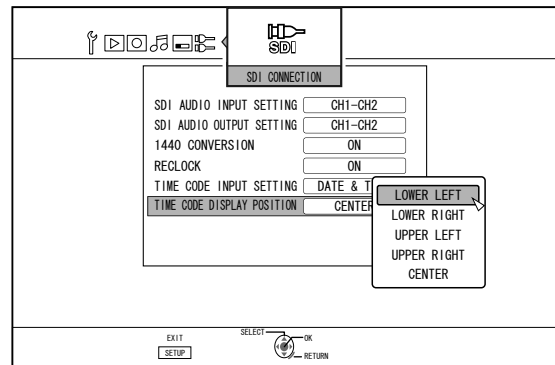 SDI
SDI CONNECTION
SDI AUDIO INPUT SETTING CH1-CH2
SDI AUDIO OUTPUT SETTING CH1-CH2
1440 CONVERSION ON
RECLOCK ON
TIME CODE INPUT SETTING DATE & T
TIME CODE DISPLAY POSITION CENTER
LOWER LEFT
LOWER RIGHT
UPPER LEFT
UPPER RIGHT
CENTER
EXIT
SETUP
SELECT
OK
RETURN